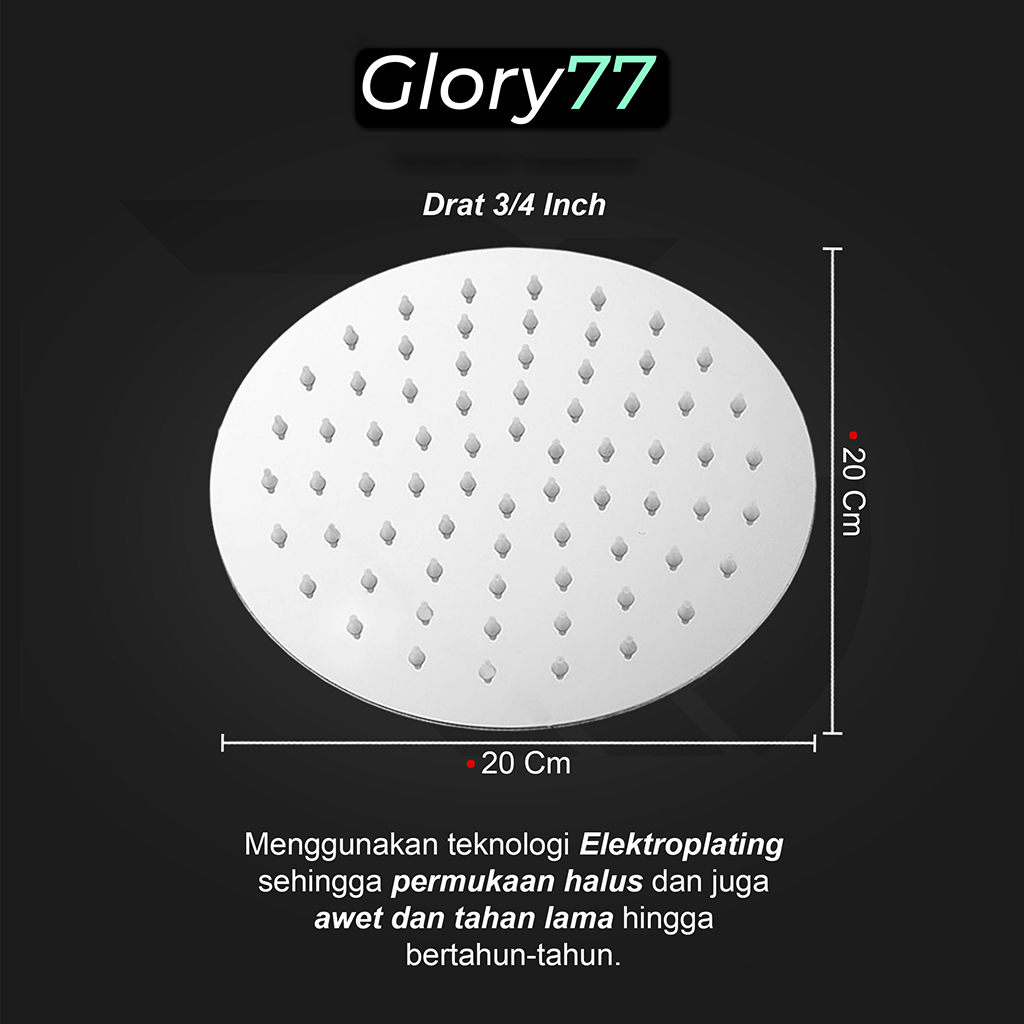 Glory77
Drat 3/4 Inch
20 Cm
20 Cm
Menggunakan teknologi Elektroplating
sehingga permukaan halus dan juga
awet dan tahan lama hingga
bertahun-tahun.